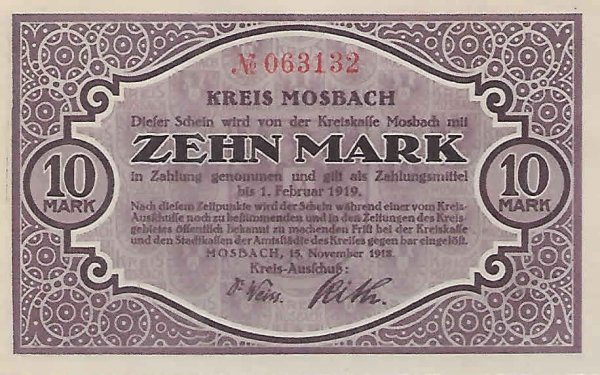 № 063132
KREIS MOSBACH
Dieser Schein wird von der Kreiskasse Mosbach mit
ZEHN MARK
in Zahlung genommen und gilt als Zahlungsmittel
bis 1. Februar 1919.
Nach diesem Zeitpunkte wird der Schein während einer vom Kreis-
Ausschusse noch zu bestimmenden und in den Zeitungen des Kreis-
gebietes öffentlich bekannt zu machenden Frist bei der Kreiskasse
und den Stadtkassen der Amtsstädte des Kreises gegen bar eingelöst.
MOSBACH, 15. November 1918.
Kreis-Ausschuß:
10
MARK
10
MARK